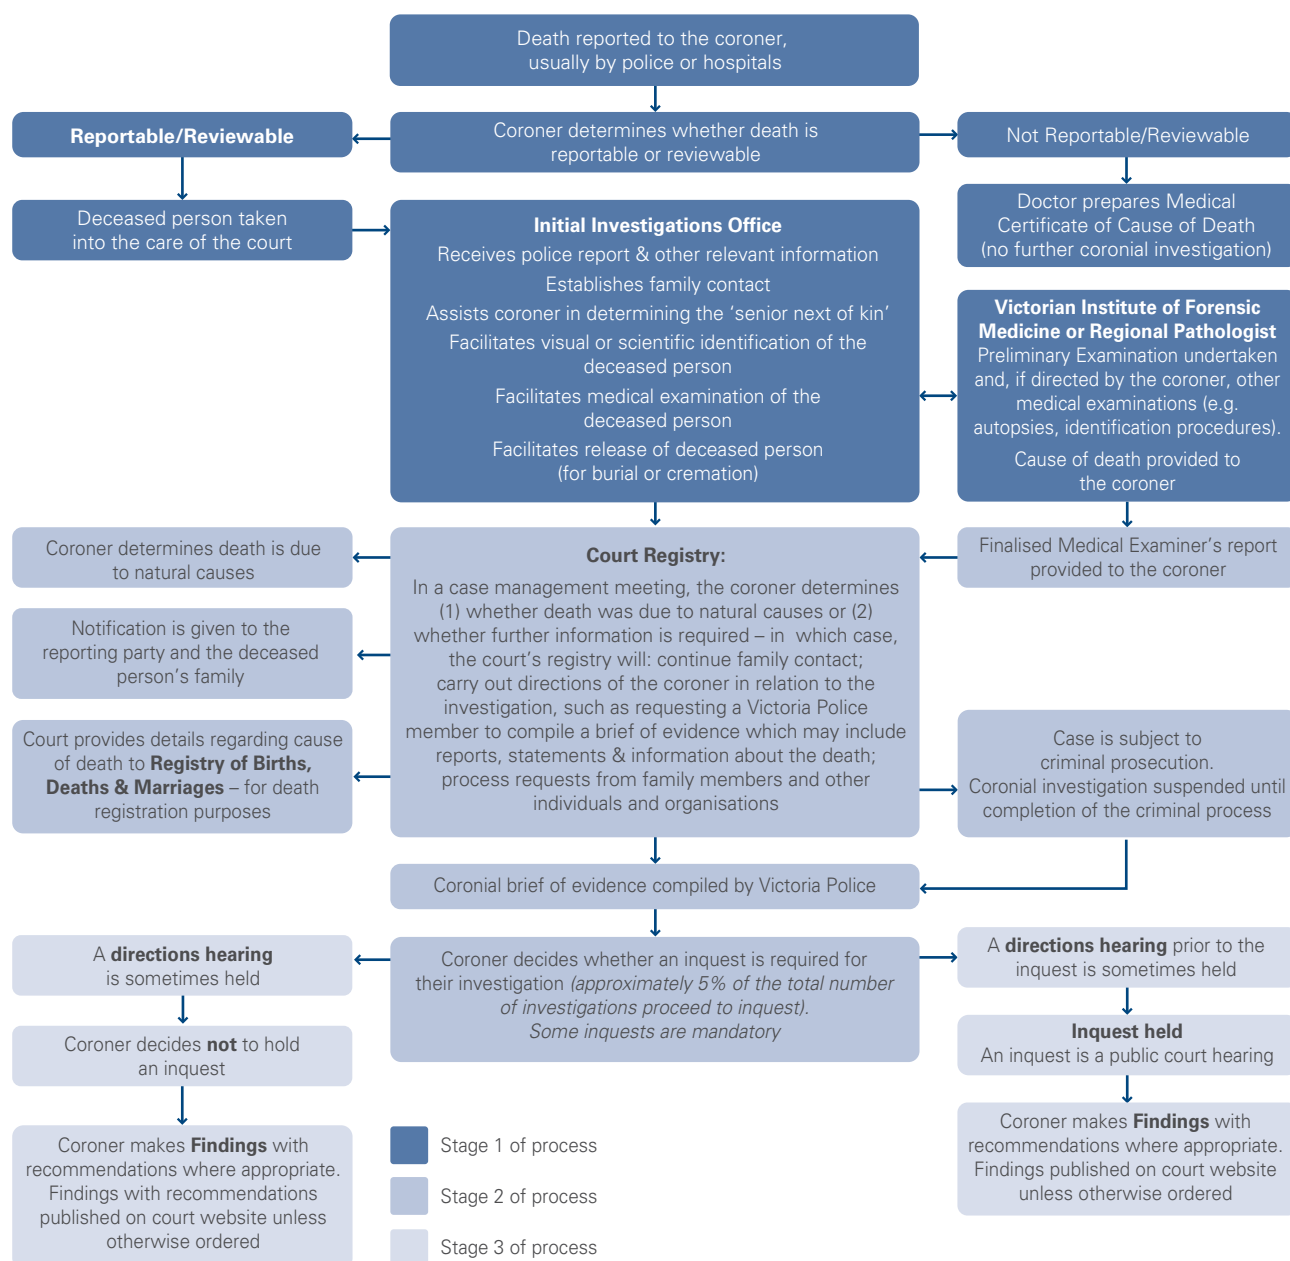 Death reported to the coroner,
usually by police or hospitals
Reportable/Reviewable
Coroner determines whether death is
reportable or reviewable
Not Reportable/Reviewable
Deceased person taken
into the care of the court
Initial Investigations Office
Receives police report & other relevant information
Establishes family contact
Assists coroner in determining the ‘senior next of kin’
Facilitates visual or scientific identification of the
deceased person
Facilitates medical examination of the
deceased person
Facilitates release of deceased person
(for burial or cremation)
Doctor prepares Medical
Certificate of Cause of Death
(no further coronial investigation)
Victorian Institute of Forensic
Medicine or Regional Pathologist
Preliminary Examination undertaken
and, if directed by the coroner, other
medical examinations (e.g.
autopsies, identification procedures).
Cause of death provided to
the coroner
Coroner determines death is due
to natural causes
Notification is given to the
reporting party and the deceased
person’s family
Court provides details regarding cause
of death to Registry of Births,
Deaths & Marriages – for death
registration purposes
Court Registry:
In a case management meeting, the coroner determines
(1) whether death was due to natural causes or (2)
whether further information is required – in which case,
the court’s registry will: continue family contact;
carry out directions of the coroner in relation to the
investigation, such as requesting a Victoria Police
member to compile a brief of evidence which may include
reports, statements & information about the death;
process requests from family members and other
individuals and organisations
Finalised Medical Examiner’s report
provided to the coroner
Case is subject to
criminal prosecution.
Coronial investigation suspended until
completion of the criminal process
Coronial brief of evidence compiled by Victoria Police
A directions hearing
is sometimes held
Coroner decides whether an inquest is required for
their investigation (approximately 5% of the total number
of investigations proceed to inquest).
Some inquests are mandatory
A directions hearing prior to the
inquest is sometimes held
Coroner decides not to hold
an inquest
Inquest held
An inquest is a public court hearing
Coroner makes Findings with
recommendations where appropriate.
Findings with recommendations
published on court website unless
otherwise ordered
Coroner makes Findings with
recommendations where appropriate.
Findings published on court website
unless otherwise ordered
Stage 1 of process
Stage 2 of process
Stage 3 of process